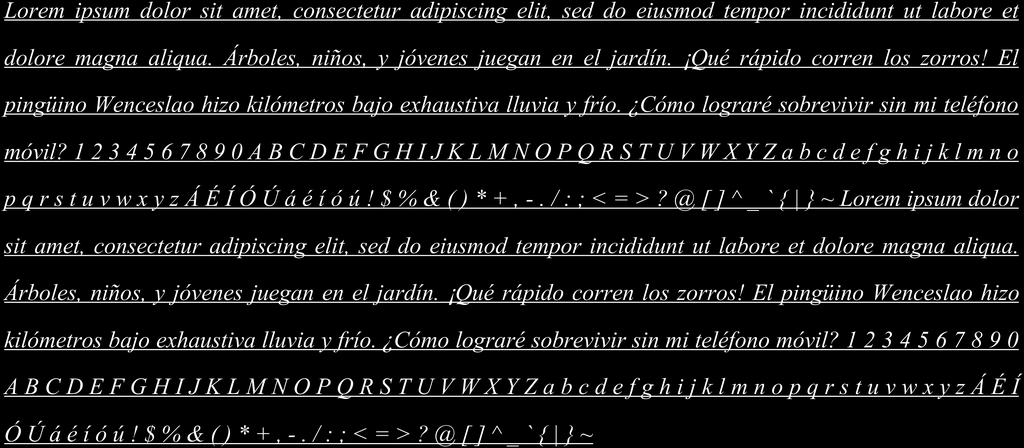 Lorem ipsum dolor sit amet, consectetur adipiscing elit, sed do eiusmod tempor incididunt ut labore et
dolore magna aliqua. Árboles, niños, y jóvenes juegan en el jardín. ¡Qué rápido corren los zorros! El
pingüino Wenceslao hizo kilómetros bajo exhaustiva lluvia y frío. ¿Cómo lograré sobrevivir sin mi teléfono
móvil? 1 2 3 4 5 6 7 8 9 0 A B C D E F G H I J K L M N O P Q R S T U V W X Y Z a b c d e f g h i j k l m n o
p q r s t u v w x y z Á É Í Ó Ú á é í ó ú ! $ % & ( ) * + , - . / : ; < = > ? @ [ ] ^ _ ` { | } ~ Lorem ipsum dolor
sit amet, consectetur adipiscing elit, sed do eiusmod tempor incididunt ut labore et dolore magna aliqua.
Árboles, niños, y jóvenes juegan en el jardín. ¡Qué rápido corren los zorros! El pingüino Wenceslao hizo
kilómetros bajo exhaustiva lluvia y frío. ¿Cómo lograré sobrevivir sin mi teléfono móvil? 1 2 3 4 5 6 7 8 9 0
A B C D E F G H I J K L M N O P Q R S T U V W X Y Z a b c d e f g h i j k l m n o p q r s t u v w x y z Á É Í
Ó Ú á é í ó ú ! $ % & ( ) * + , - . / : ; < = > ? @ [ ] ^ _ ` { | } ~